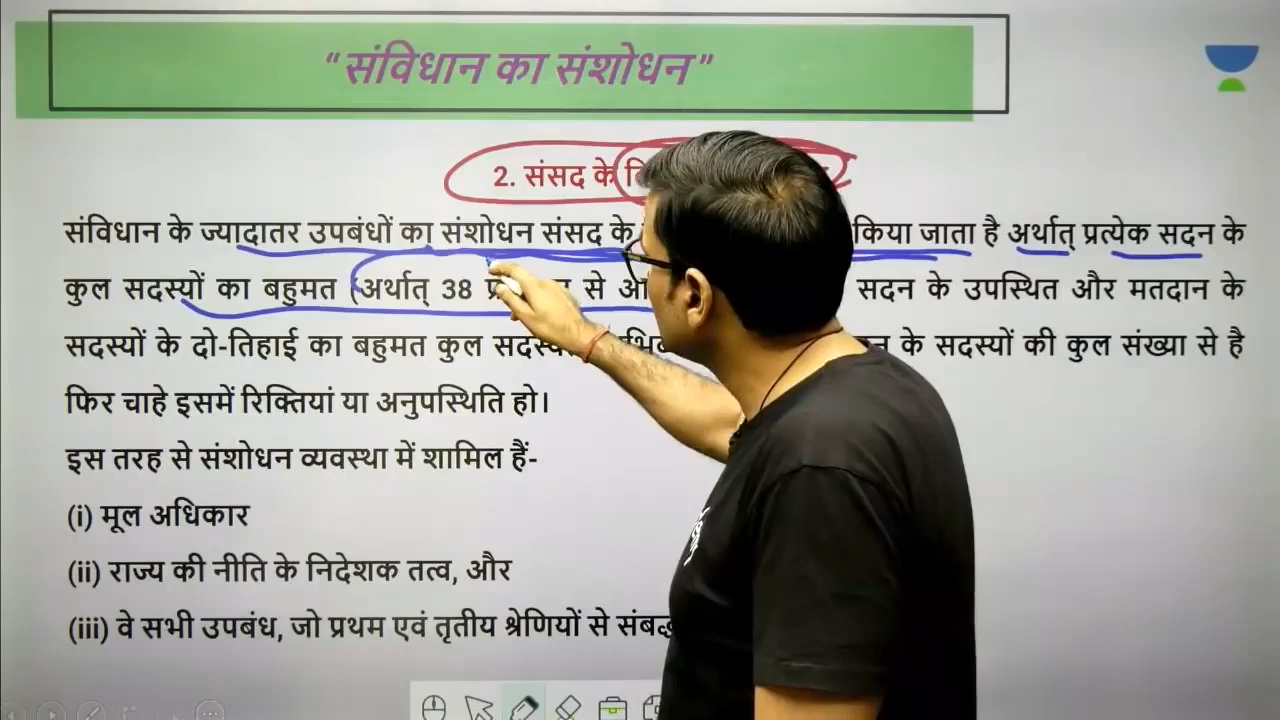 “संविधान का संशोधन”
2. संसद के
संविधान के ज्यादातर उपबंधों का संशोधन संसद के किया जाता है अर्थात् प्रत्येक सदन के
कुल सदस्यों का बहुमत (अर्थात् 38 से सदन के उपस्थित और मतदान के
सदस्यों के दो-तिहाई का बहुमत कुल के सदस्यों की कुल संख्या से है
फिर चाहे इसमें रिक्तियां या अनुपस्थिति हो।
इस तरह से संशोधन व्यवस्था में शामिल हैं-
(i) मूल अधिकार
(ii) राज्य की नीति के निदेशक तत्व, और
(iii) वे सभी उपबंध, जो प्रथम एवं तृतीय श्रेणियों से